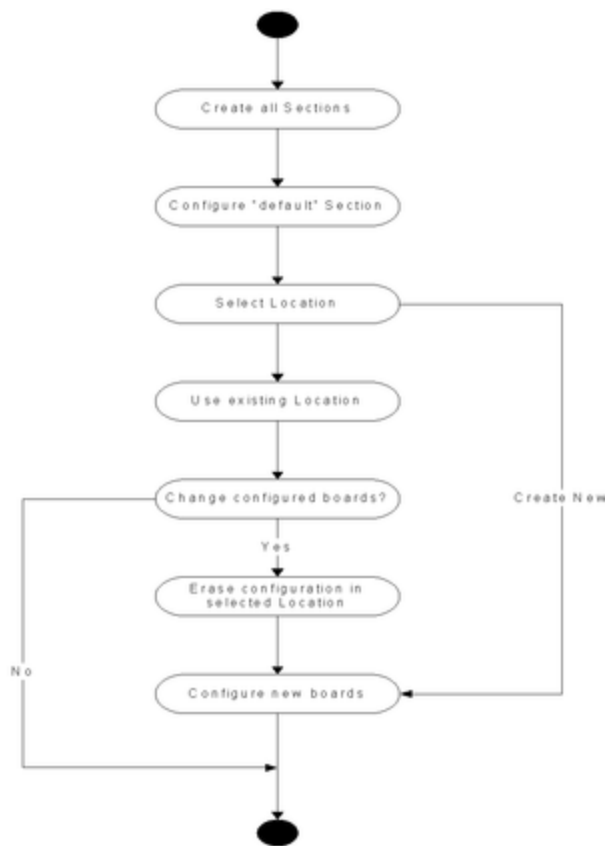 Create all Sections
Configure "default" Section
Select Location
Use existing Location
Change configured boards?
Create New
Yes
Erase configuration in
selected Location
No
Configure new boards